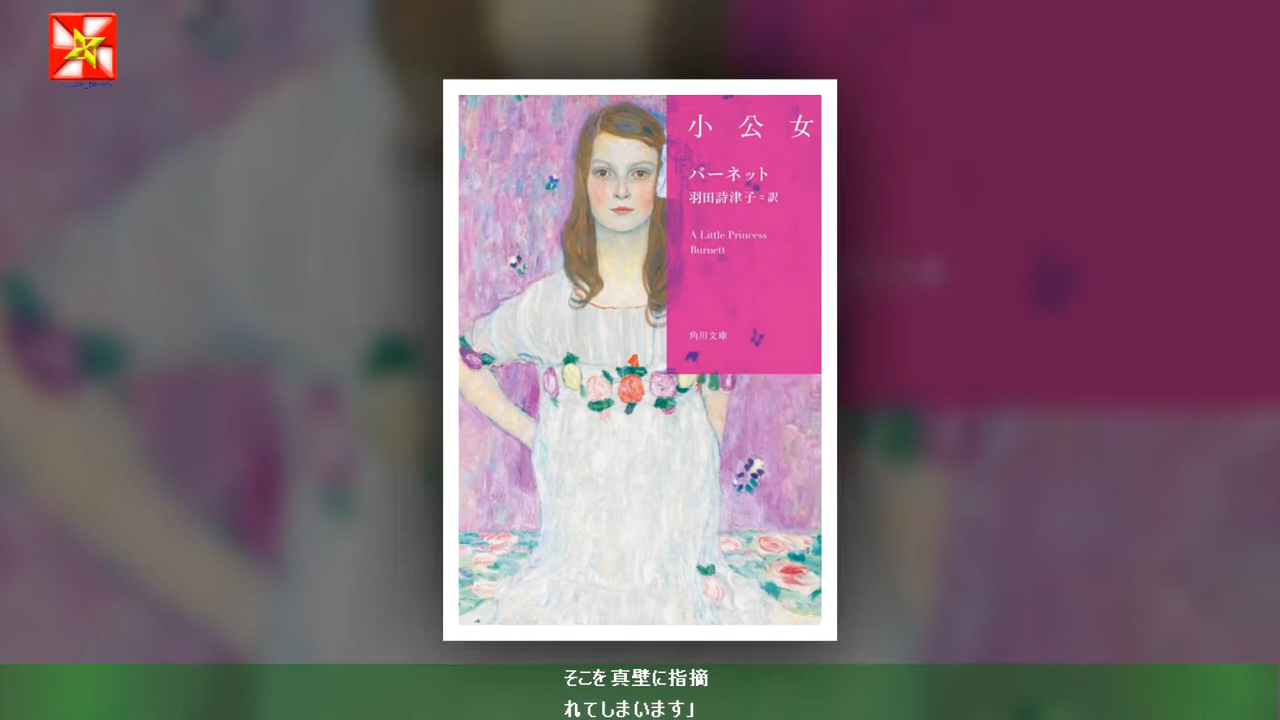 小公女
バーネット
羽田詩津子=訳
A Little Princess
Burnett
角川文庫
そこを真壁に指摘
れてしまいます」